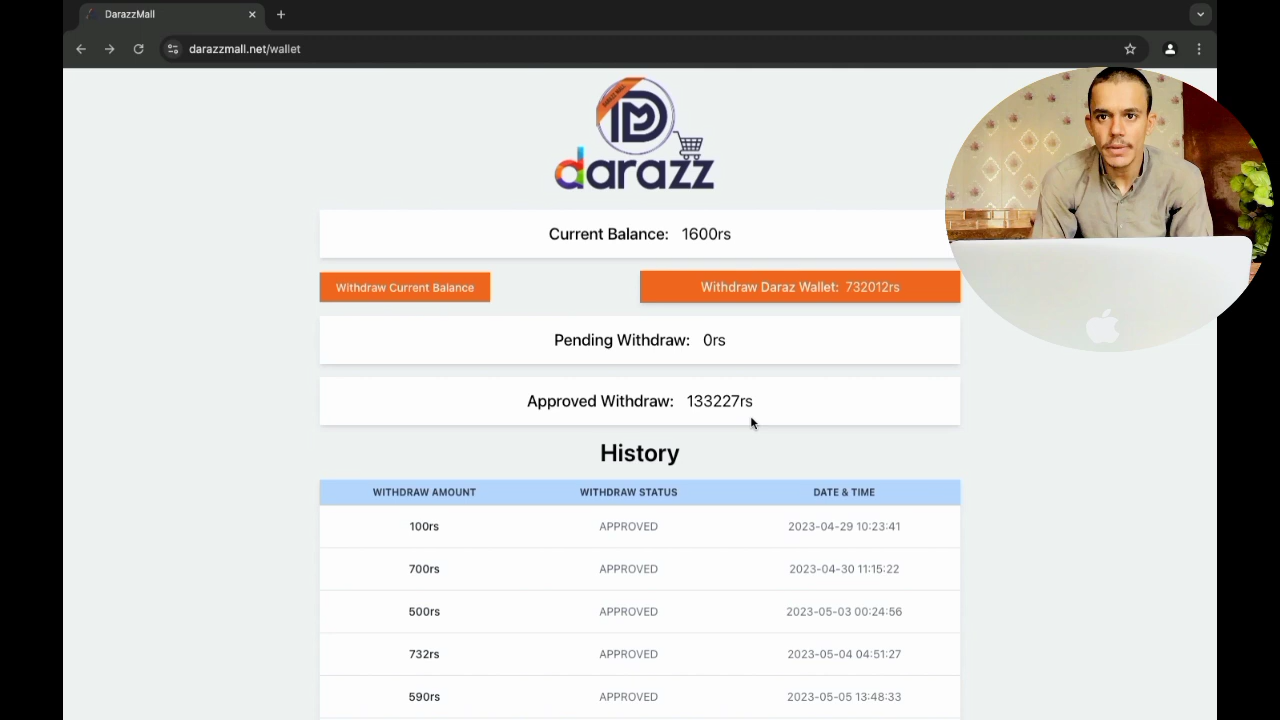 DarazzMall
darazzmall.net/wallet
darazz
Current Balance: 1600rs
Withdraw Current Balance
Withdraw Daraz Wallet: 732012rs
Pending Withdraw: 0rs
Approved Withdraw: 133227rs
History
WITHDRAW AMOUNT WITHDRAW STATUS DATE & TIME
100rs APPROVED 2023-04-29 10:23:41
700rs APPROVED 2023-04-30 11:15:22
500rs APPROVED 2023-05-03 00:24:56
732rs APPROVED 2023-05-04 04:51:27
590rs APPROVED 2023-05-05 13:48:33